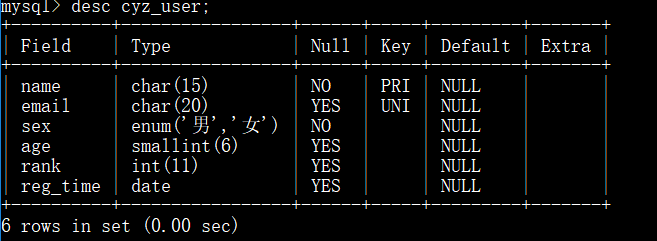 mysql> desc cyz_user;
+----------+----------------+------+-----+---------+-------+
| Field    | Type           | Null | Key | Default | Extra |
+----------+----------------+------+-----+---------+-------+
| name     | char(15)       | NO   | PRI | NULL    |       |
| email    | char(20)       | YES  | UNI | NULL    |       |
| sex      | enum('男','女') | NO   |     | NULL    |       |
| age      | smallint(6)    | YES  |     | NULL    |       |
| rank     | int(11)        | YES  |     | NULL    |       |
| reg_time | date           | YES  |     | NULL    |       |
+----------+----------------+------+-----+---------+-------+
6 rows in set (0.00 sec)